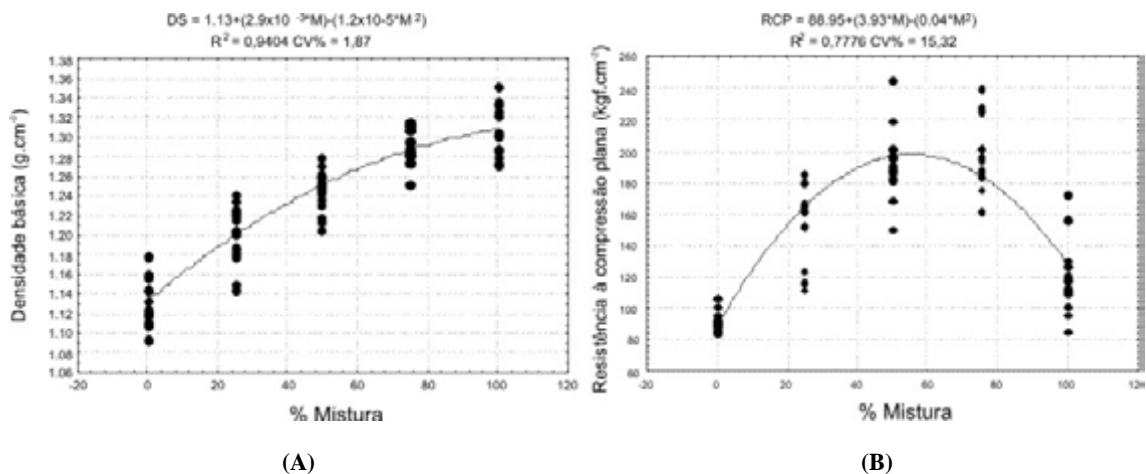 DS = 1.13+(2.9x10 -3*M)-(1.2x10-5*M 2)
R2 = 0,9404 CV% = 1,87
Densidade básica (g.cm-1)
1.38
1.36
1.34
1.32
1.30
1.28
1.26
1.24
1.22
1.20
1.18
1.16
1.14
1.12
1.10
1.08
1.06
-20 0 20 40 60 80 100 120
% Mistura
(A)
RCP = 88.95+(3.93*M)-(0.04*M2)
R2 = 0,7776 CV% = 15,32
Resistência à compressão plana (kgf.cm-1)
260
240
220
200
180
160
140
120
100
80
60
-20 0 20 40 60 80 100 120
% Mistura
(B)